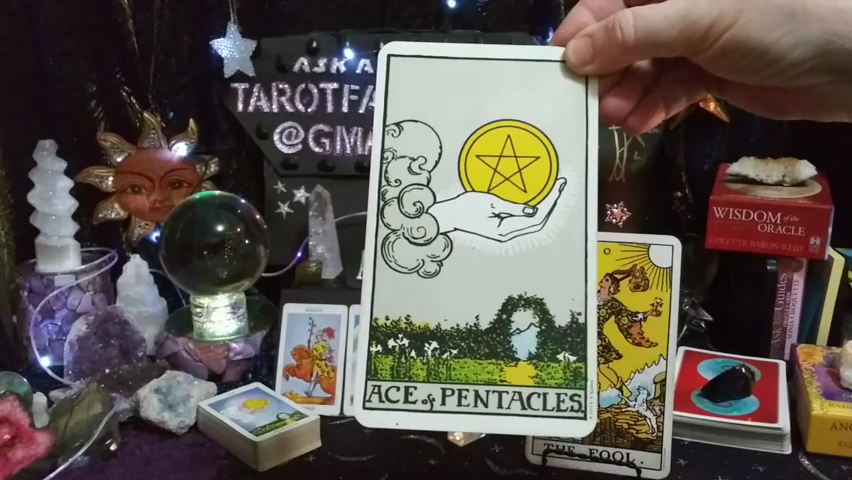 ASK A
TAROTFA
@GMA
ACE of PENTACLES
THE FOOL.
WISDOM of the
ORACLE
COLETTE BARON-REID